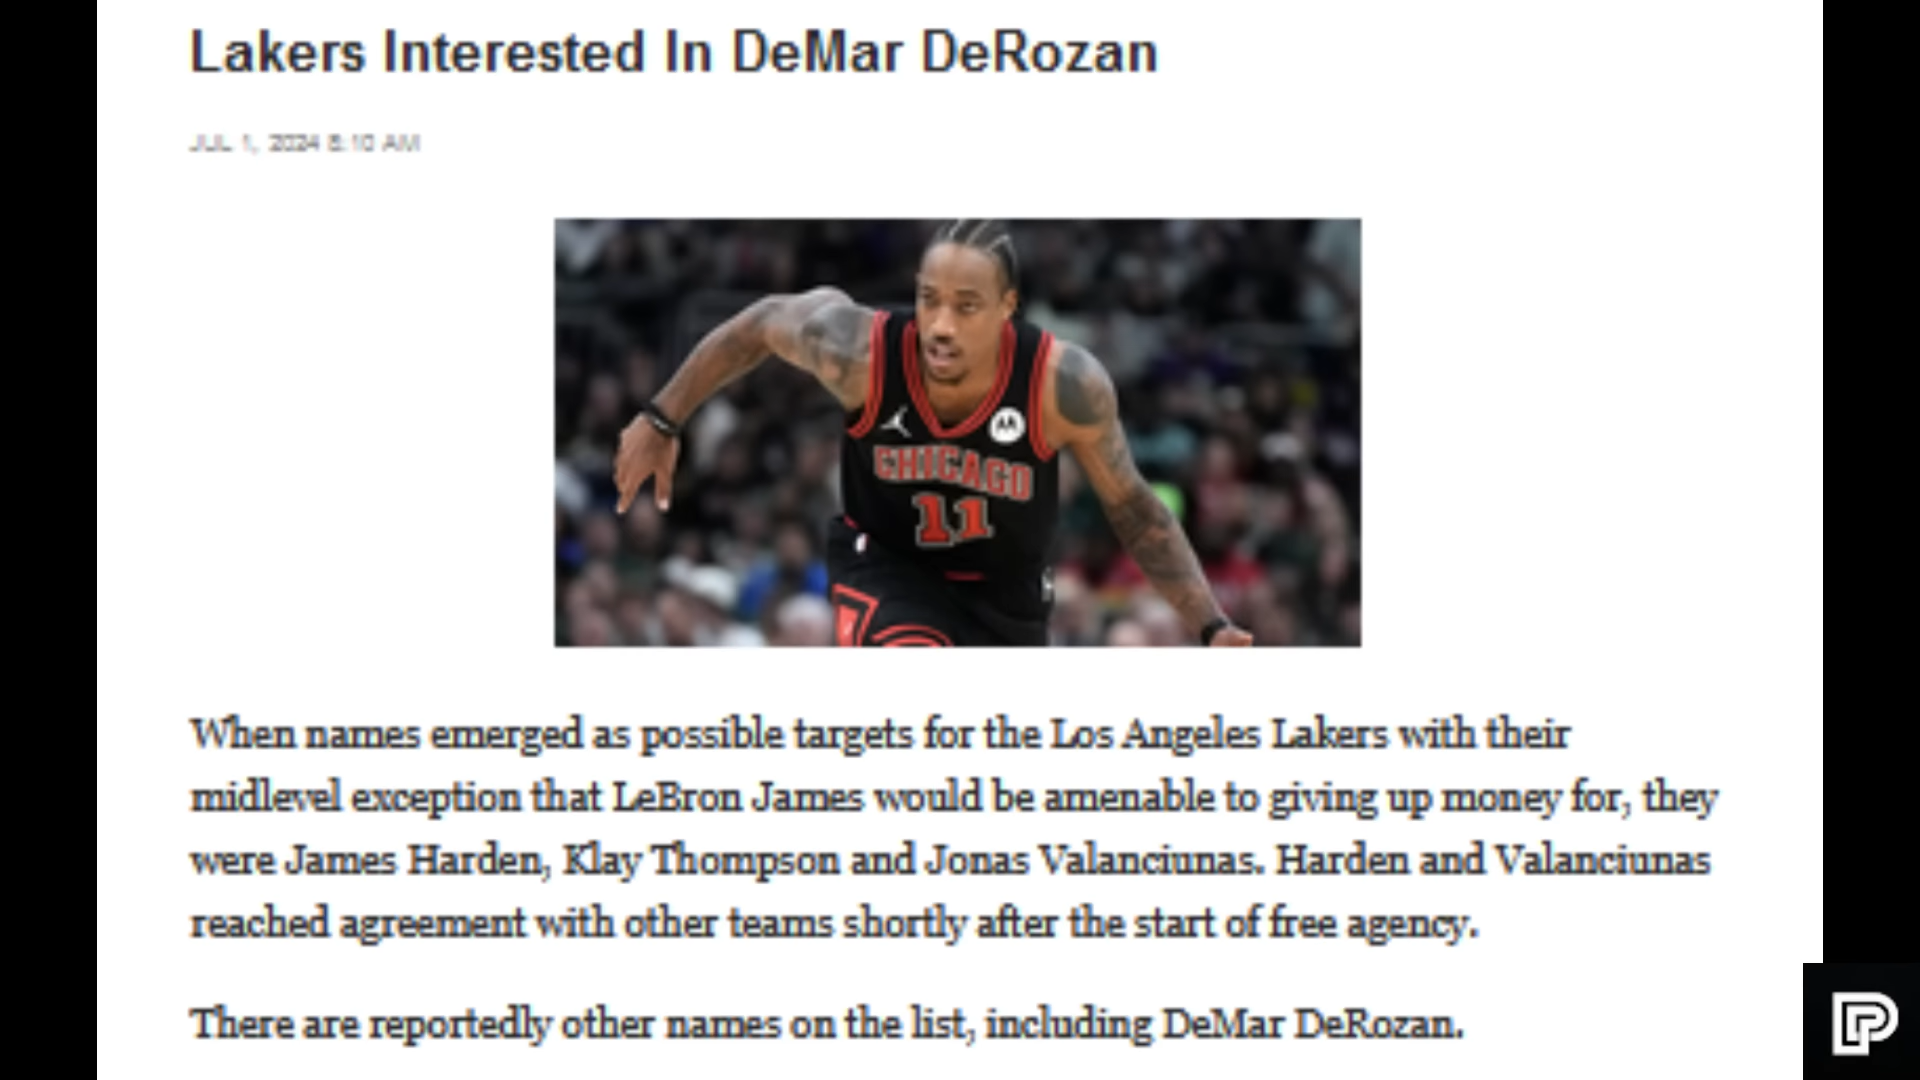 Lakers Interested In DeMar DeRozan
JUL 1, 2024 8:10 AM
CHICAGO
11
When names emerged as possible targets for the Los Angeles Lakers with their
midlevel exception that LeBron James would be amenable to giving up money for, they
were James Harden, Klay Thompson and Jonas Valanciunas. Harden and Valanciunas
reached agreement with other teams shortly after the start of free agency.
There are reportedly other names on the list, including DeMar DeRozan.